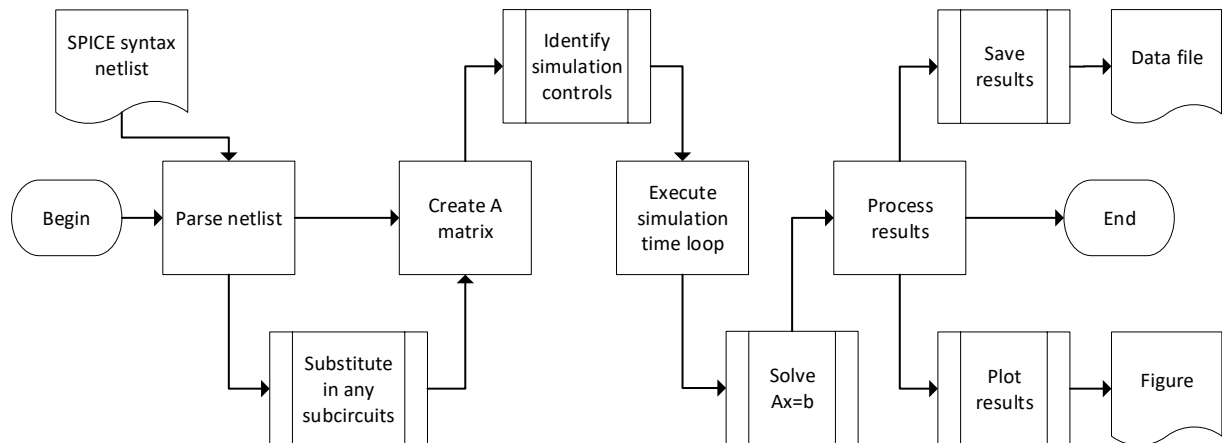 SPICE syntax
netlist
Identify
simulation
controls
Save
results
Data file
Begin
Parse netlist
Create A
matrix
Execute
simulation
time loop
Process
results
End
Substitute
in any
subcircuits
Solve
Ax=b
Plot
results
Figure